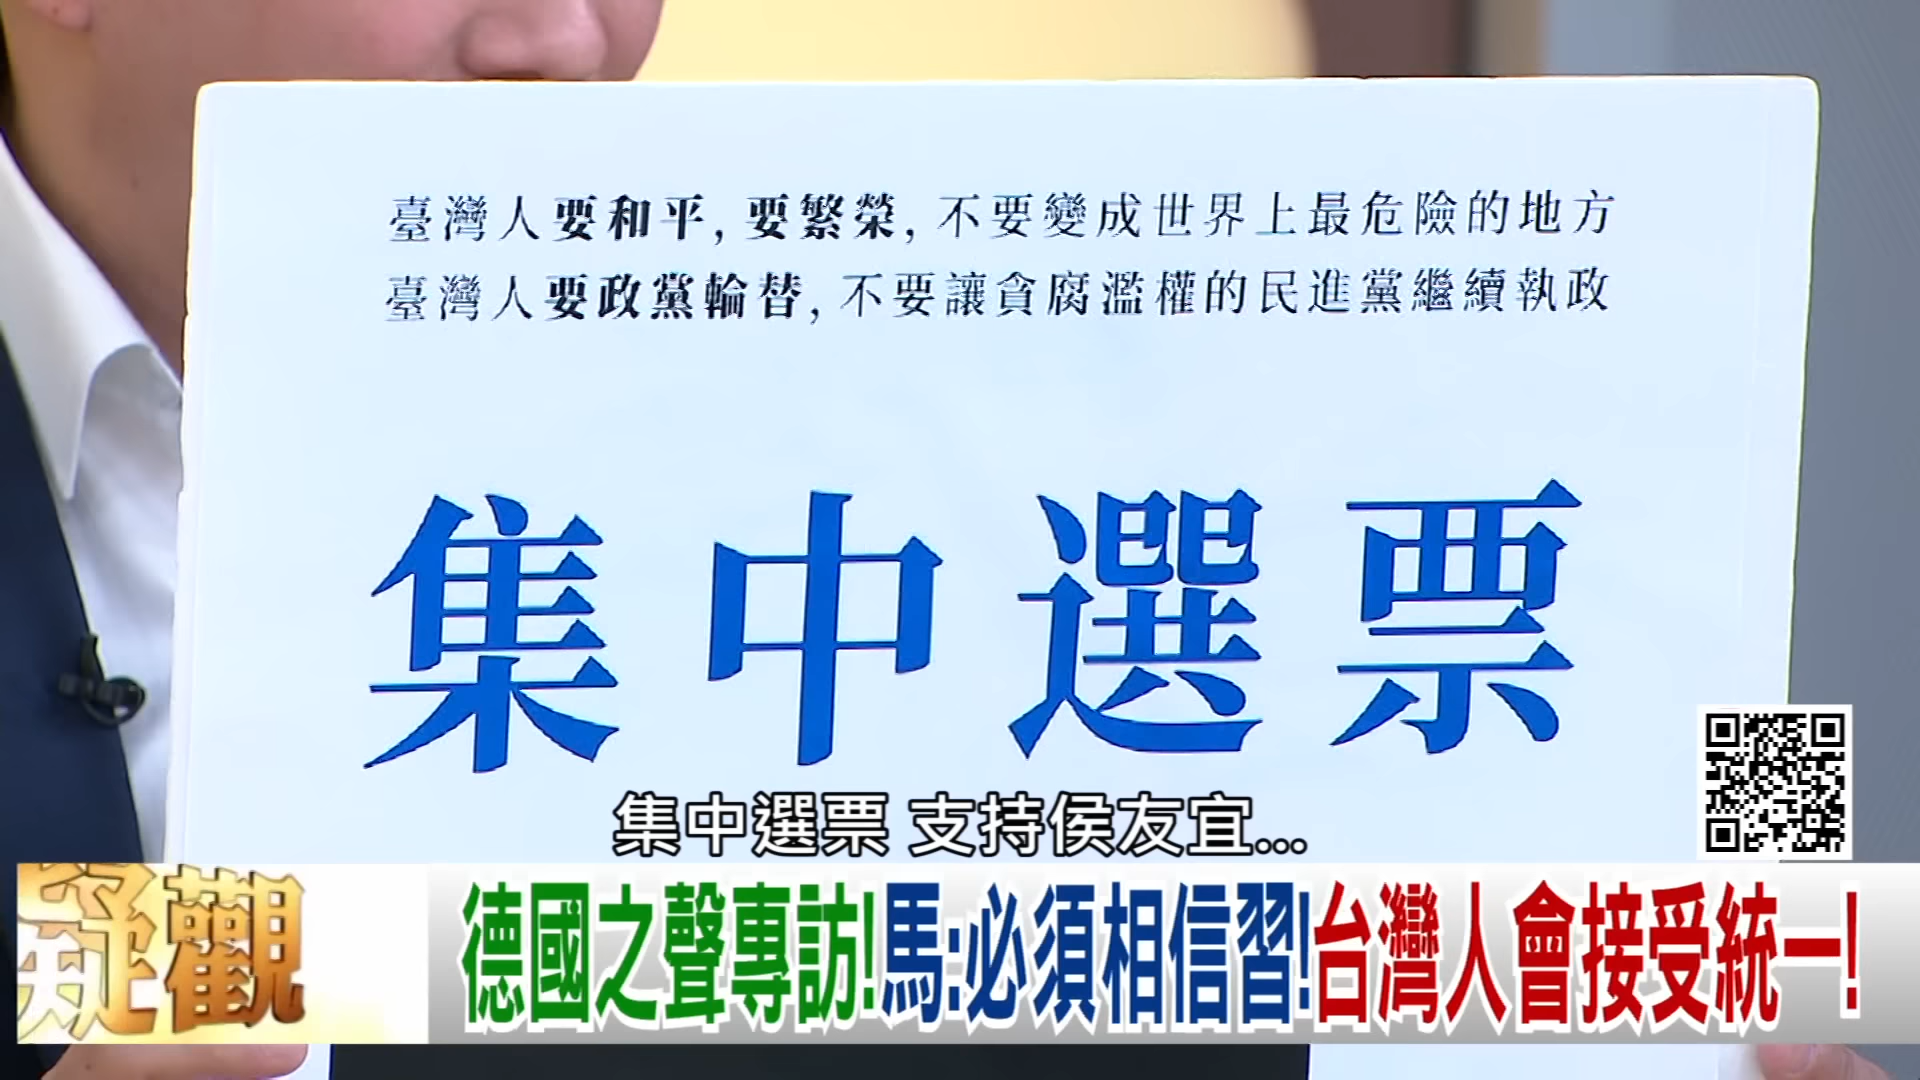 臺灣人要和平,要繁榮,不要變成世界上最危險的地方
臺灣人要政黨輪替,不要讓貪腐濫權的民進黨繼續執政
集中選票
集中選票 支持侯友宜...
疑觀
德國之聲專訪!馬:必須相信習!台灣人會接受統一!